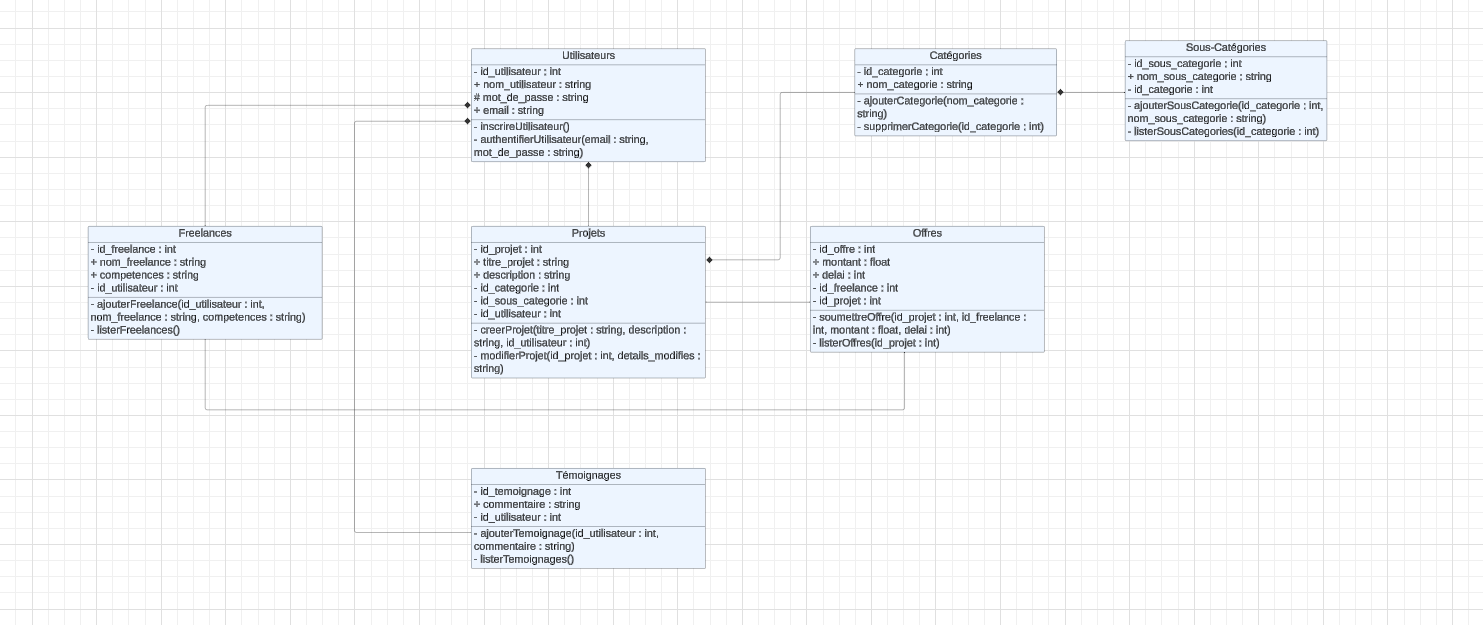 Utilisateurs
- id_utilisateur : int
+ nom_utilisateur : string
# mot_de_passe : string
+ email : string
- inscrireUtilisateur()
- authentifierUtilisateur(email : string,
mot_de_passe : string)
Catégories
- id_categorie : int
+ nom_categorie : string
- ajouterCategorie(nom_categorie :
string)
- supprimerCategorie(id_categorie : int)
Sous-Catégories
- id_sous_categorie : int
+ nom_sous_categorie : string
- id_categorie : int
- ajouterSousCategorie(id_categorie : int,
nom_sous_categorie : string)
- listerSousCategories(id_categorie : int)
Freelances
- id_freelance : int
+ nom_freelance : string
+ competences : string
- id_utilisateur : int
- ajouterFreelance(id_utilisateur : int,
nom_freelance : string, competences : string)
- listerFreelances()
Projets
- id_projet : int
+ titre_projet : string
+ description : string
- id_categorie : int
- id_sous_categorie : int
- id_utilisateur : int
- creerProjet(titre_projet : string, description :
string, id_utilisateur : int)
- modifierProjet(id_projet : int, details_modifies :
string)
Offres
- id_offre : int
+ montant : float
+ delai : int
- id_freelance : int
- id_projet : int
- soumettreOffre(id_projet : int, id_freelance :
int, montant : float, delai : int)
- listerOffres(id_projet : int)
Témoignages
- id_temoignage : int
+ commentaire : string
- id_utilisateur : int
- ajouterTemoignage(id_utilisateur : int,
commentaire : string)
- listerTemoignages()